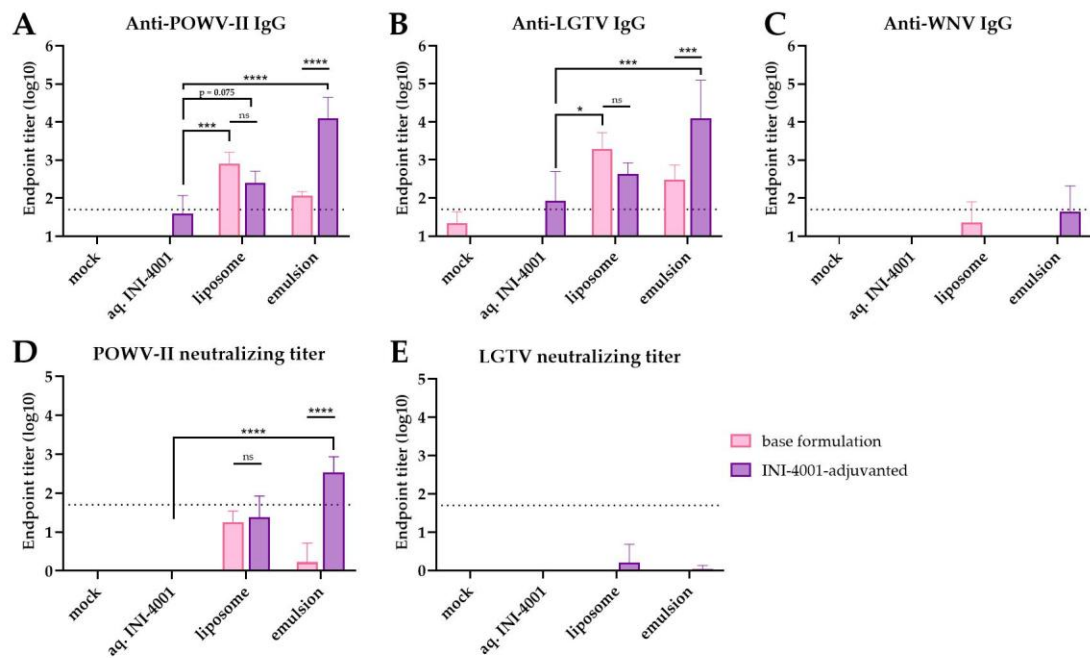 A
Anti-POWV-II IgG
Endpoint titer (log10)
6
5
4
3
2
1
****
****
p = 0.075
ns
***
mock
aq. INI-4001
liposome
emulsion
B
Anti-LGTV IgG
Endpoint titer (log10)
6
5
4
3
2
1
***
***
ns
*
mock
aq. INI-4001
liposome
emulsion
C
Anti-WNV IgG
Endpoint titer (log10)
6
5
4
3
2
1
mock
aq. INI-4001
liposome
emulsion
D
POWV-II neutralizing titer
Endpoint titer (log10)
5
4
3
2
1
0
****
****
ns
mock
aq. INI-4001
liposome
emulsion
E
LGTV neutralizing titer
Endpoint titer (log10)
5
4
3
2
1
0
mock
aq. INI-4001
liposome
emulsion
base formulation
INI-4001-adjuvanted